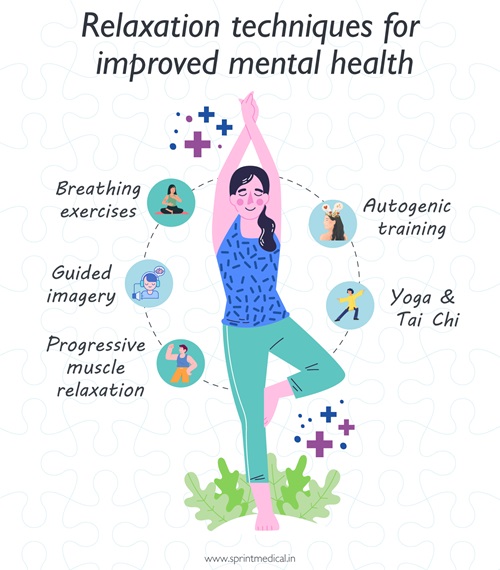 Relaxation techniques for
improved mental health
Breathing
exercises
Autogenic
training
Guided
imagery
Yoga &
Tai Chi
Progressive
muscle
relaxation
www.sprintmedical.in